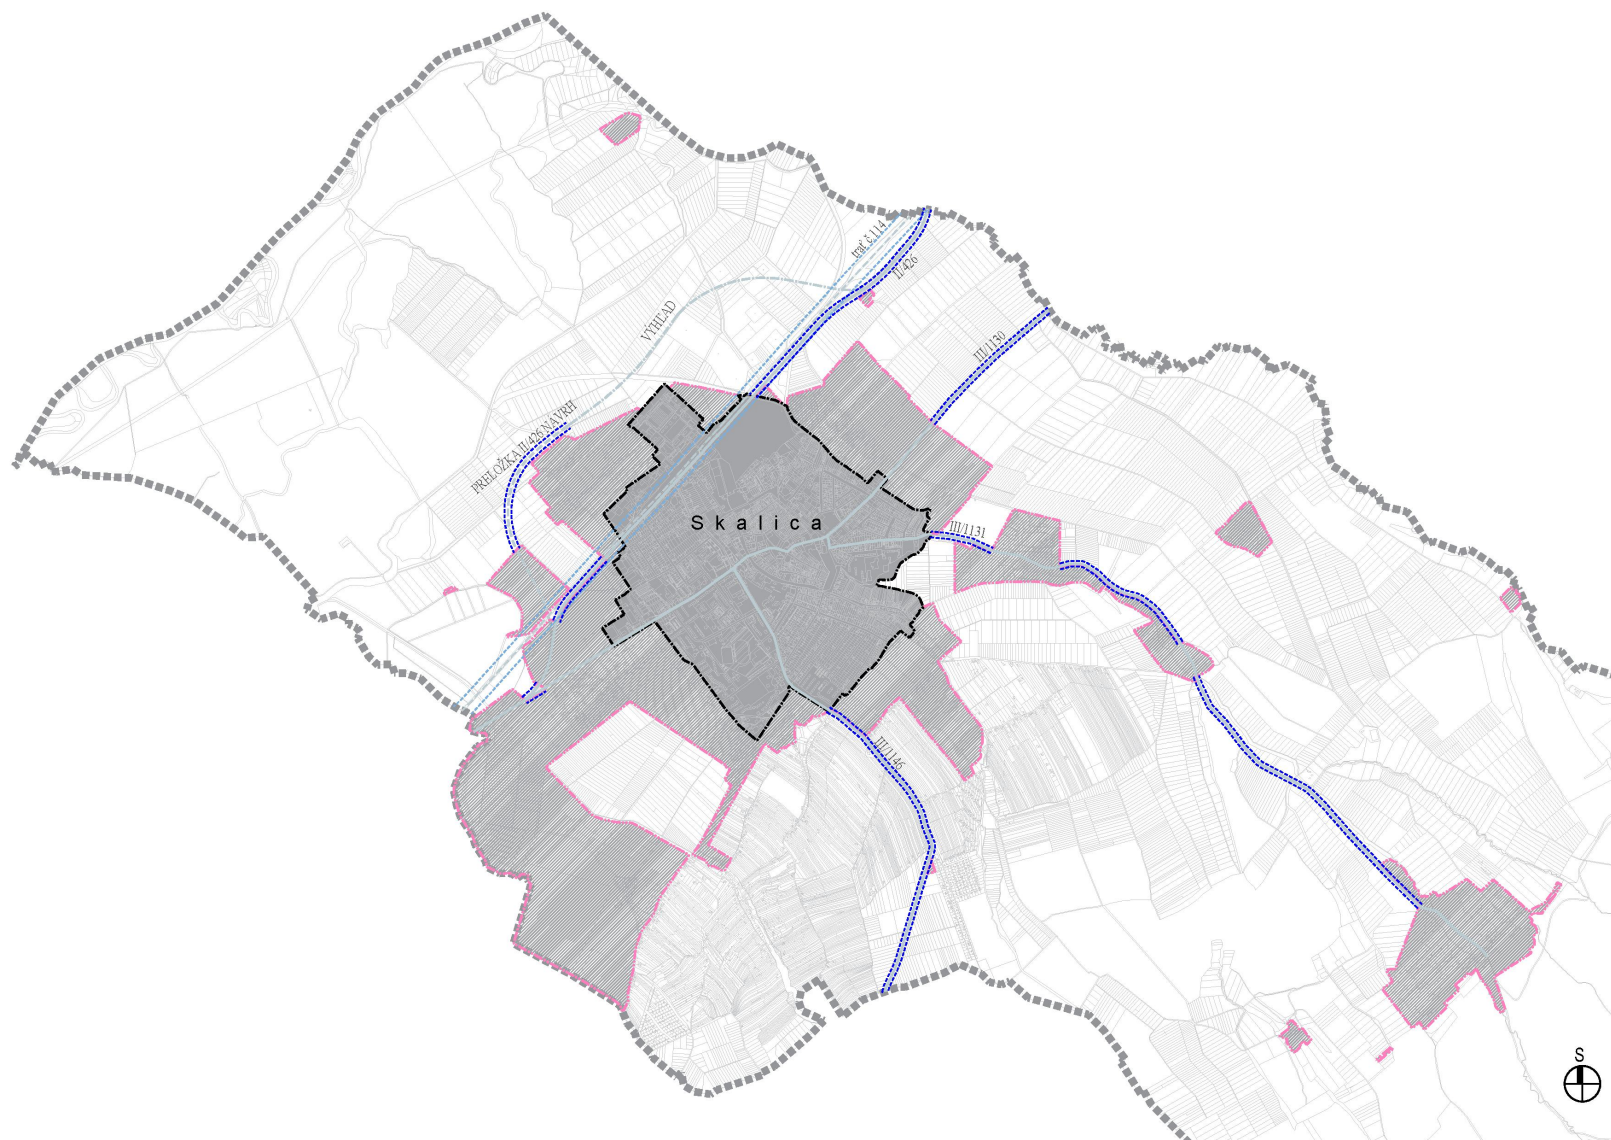 trať č.114
II/426
VÝHĽAD
III/1130
PRELOŽKA II/426 NÁVRH
Skalica
III/1131
III/1146
S